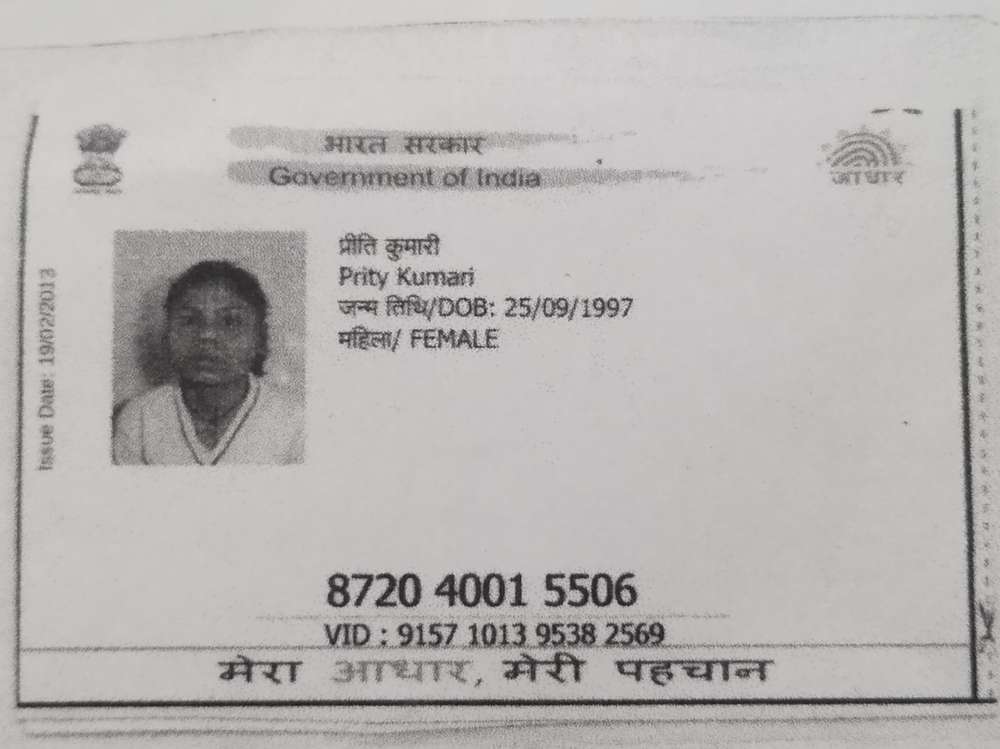 भारत सरकार
Government of India
आधार
Issue Date: 19/02/2013
प्रीति कुमारी
Prity Kumari
जन्म तिथि/DOB: 25/09/1997
महिला/ FEMALE
8720 4001 5506
VID : 9157 1013 9538 2569
मेरा आधार, मेरी पहचान